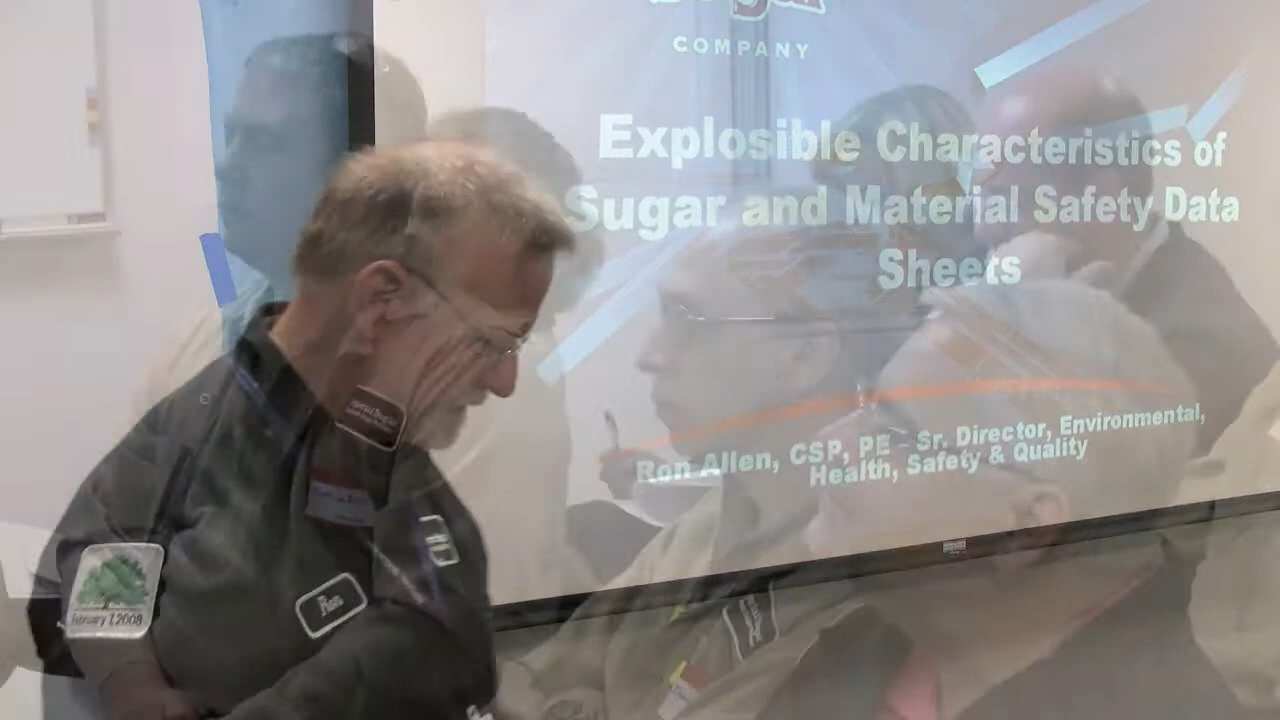 COMPANY
Explosible Characteristics of
Sugar and Material Safety Data
Sheets
Ron Allen, CSP, PE - Sr. Director, Environmental,
Health, Safety & Quality
Ron
February 7, 2008